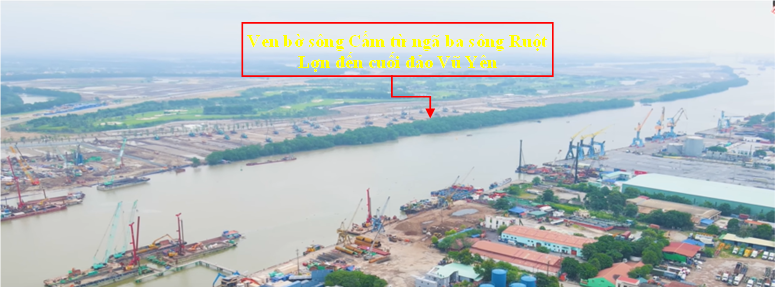 Ven bờ sông Cấm từ ngã ba sông Ruột
Lợn đến cuối đảo Vũ Yên